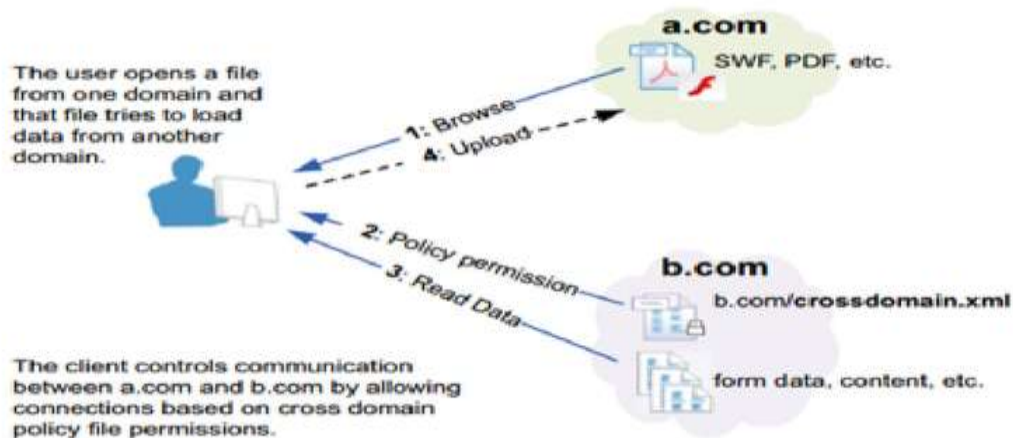 a.com
SWF, PDF, etc.
The user opens a file
from one domain and
that file tries to load
data from another
domain.
1: Browse
4: Upload
2: Policy permission
3: Read Data
b.com
b.com/crossdomain.xml
form data, content, etc.
The client controls communication
between a.com and b.com by allowing
connections based on cross domain
policy file permissions.